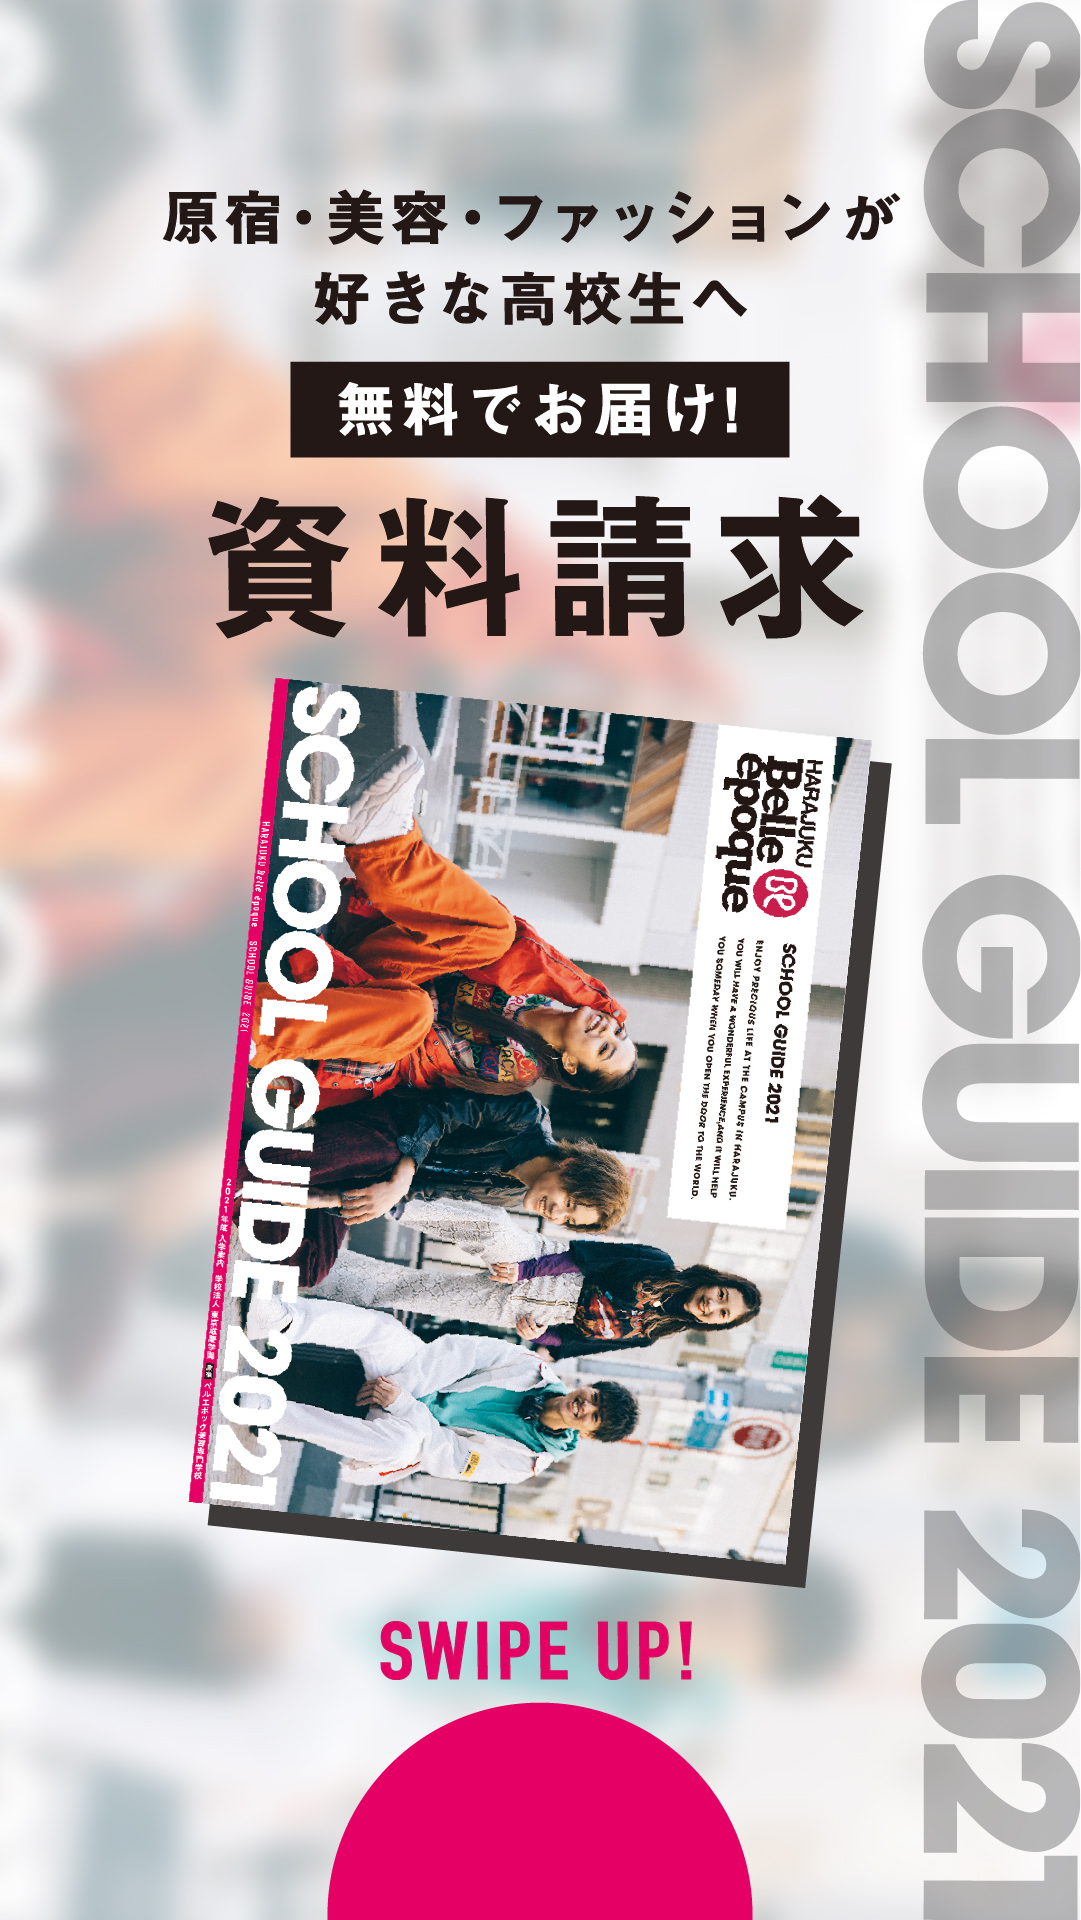 原宿・美容・ファッションが
好きな高校生へ
無料でお届け!
資料請求
SCHOOL GUIDE 2021
HARAJUKU
Belle
époque
Be
SCHOOL GUIDE 2021
ENJOY PRECIOUS LIFE AT THE CAMPUS IN HARAJUKU.
YOU WILL HAVE A WONDERFUL EXPERIENCE,AND IT WILL HELP
YOU SOMEDAY WHEN YOU OPEN THE DOOR TO THE WORLD.
SCHOOL GUIDE 2021
HARAJUKU Belle époque SCHOOL GUIDE 2021
2021年度 入学案内 学校法人 東京滋慶学園 ベルエポック美容専門学校
SWIPE UP!